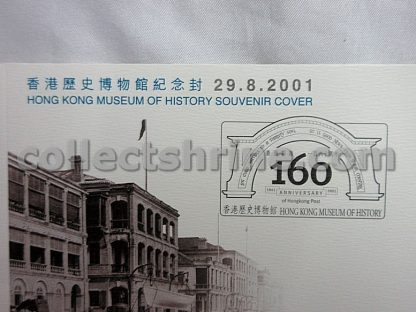 香港歷史博物館紀念封 29.8.2001
HONG KONG MUSEUM OF HISTORY SOUVENIR COVER
collectshrine.com
160
1841 ANNIVERSARY
of Hongkong Post
香港歷史博物館 HONG KONG MUSEUM OF HISTORY